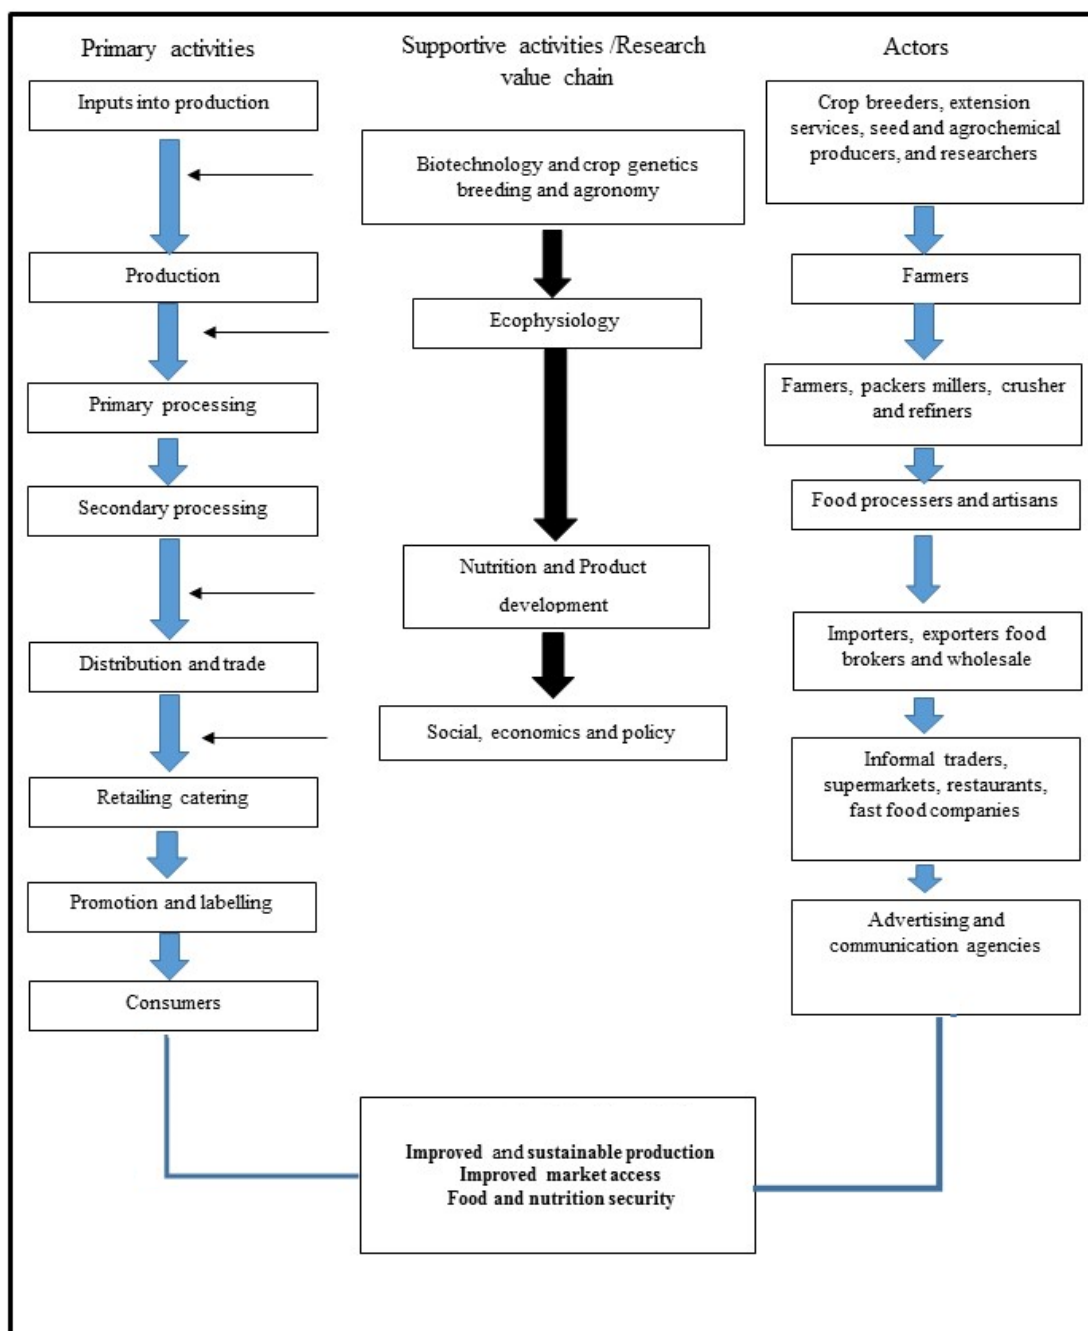 Primary activities
Inputs into production
Production
Primary processing
Secondary processing
Distribution and trade
Retailing catering
Promotion and labelling
Consumers
Supportive activities /Research
value chain
Biotechnology and crop genetics
breeding and agronomy
Ecophysiology
Nutrition and Product
development
Social, economics and policy
Actors
Crop breeders, extension
services, seed and agrochemical
producers, and researchers
Farmers
Farmers, packers millers, crusher
and refiners
Food processers and artisans
Importers, exporters food
brokers and wholesale
Informal traders,
supermarkets, restaurants,
fast food companies
Advertising and
communication agencies
Improved and sustainable production
Improved market access
Food and nutrition security